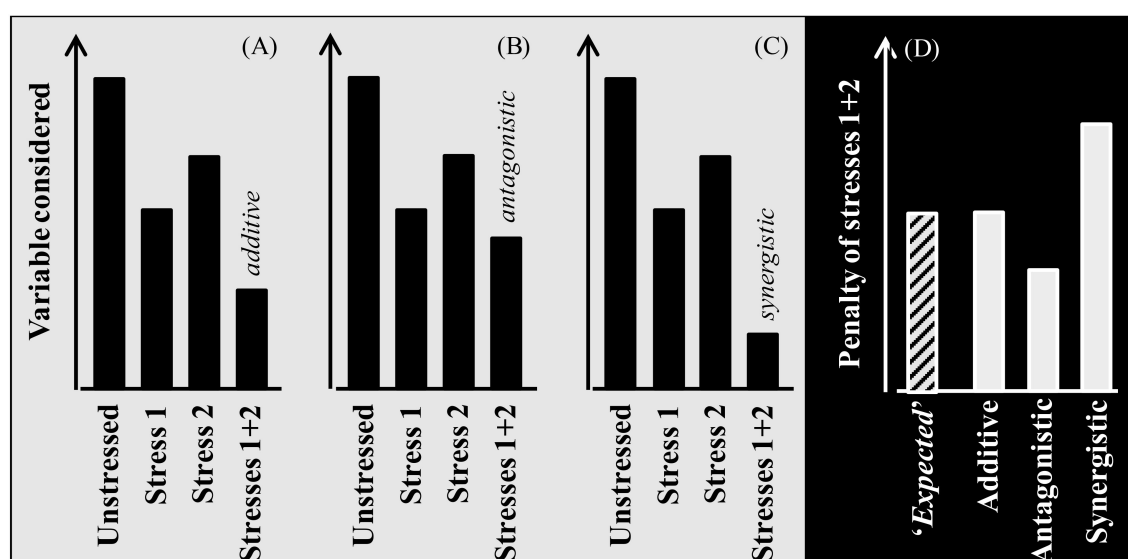 (A)
(B)
(C)
(D)
Variable considered
additive
antagonistic
synergistic
Penalty of stresses 1+2
Unstressed
Stress 1
Stress 2
Stresses 1+2
Unstressed
Stress 1
Stress 2
Stresses 1+2
Unstressed
Stress 1
Stress 2
Stresses 1+2
‘Expected’
Additive
Antagonistic
Synergistic